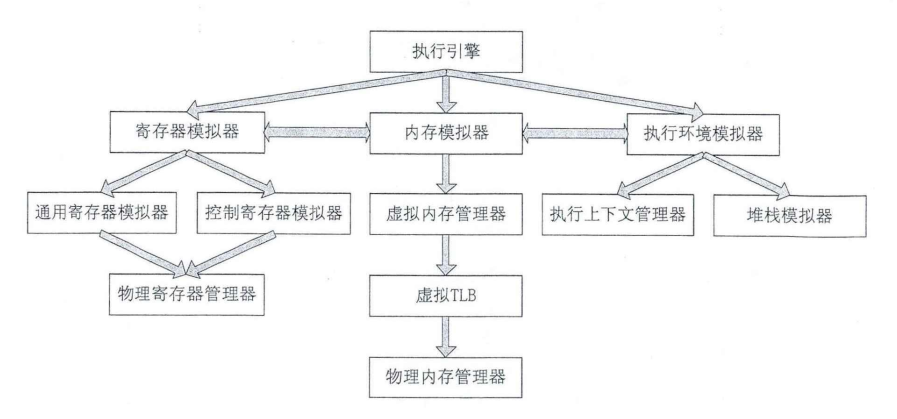 执行引擎
寄存器模拟器
内存模拟器
执行环境模拟器
通用寄存器模拟器
控制寄存器模拟器
虚拟内存管理器
执行上下文管理器
堆栈模拟器
物理寄存器管理器
虚拟TLB
物理内存管理器